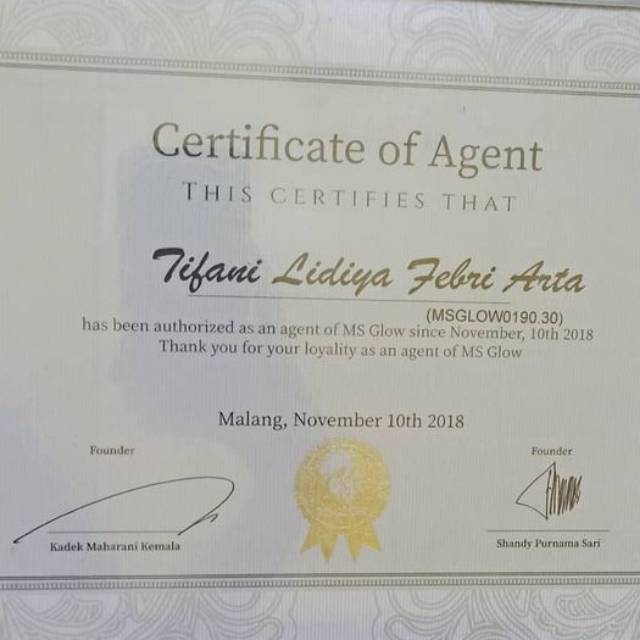 Certificate of Agent
THIS CERTIFIES THAT
Tifani Lidiya Febri Arta
(MSGLOW0190.30)
has been authorized as an agent of MS Glow since November, 10th 2018
Thank you for your loyality as an agent of MS Glow
Malang, November 10th 2018
Founder
Kadek Maharani Kemala
Founder
Shandy Purnama Sari